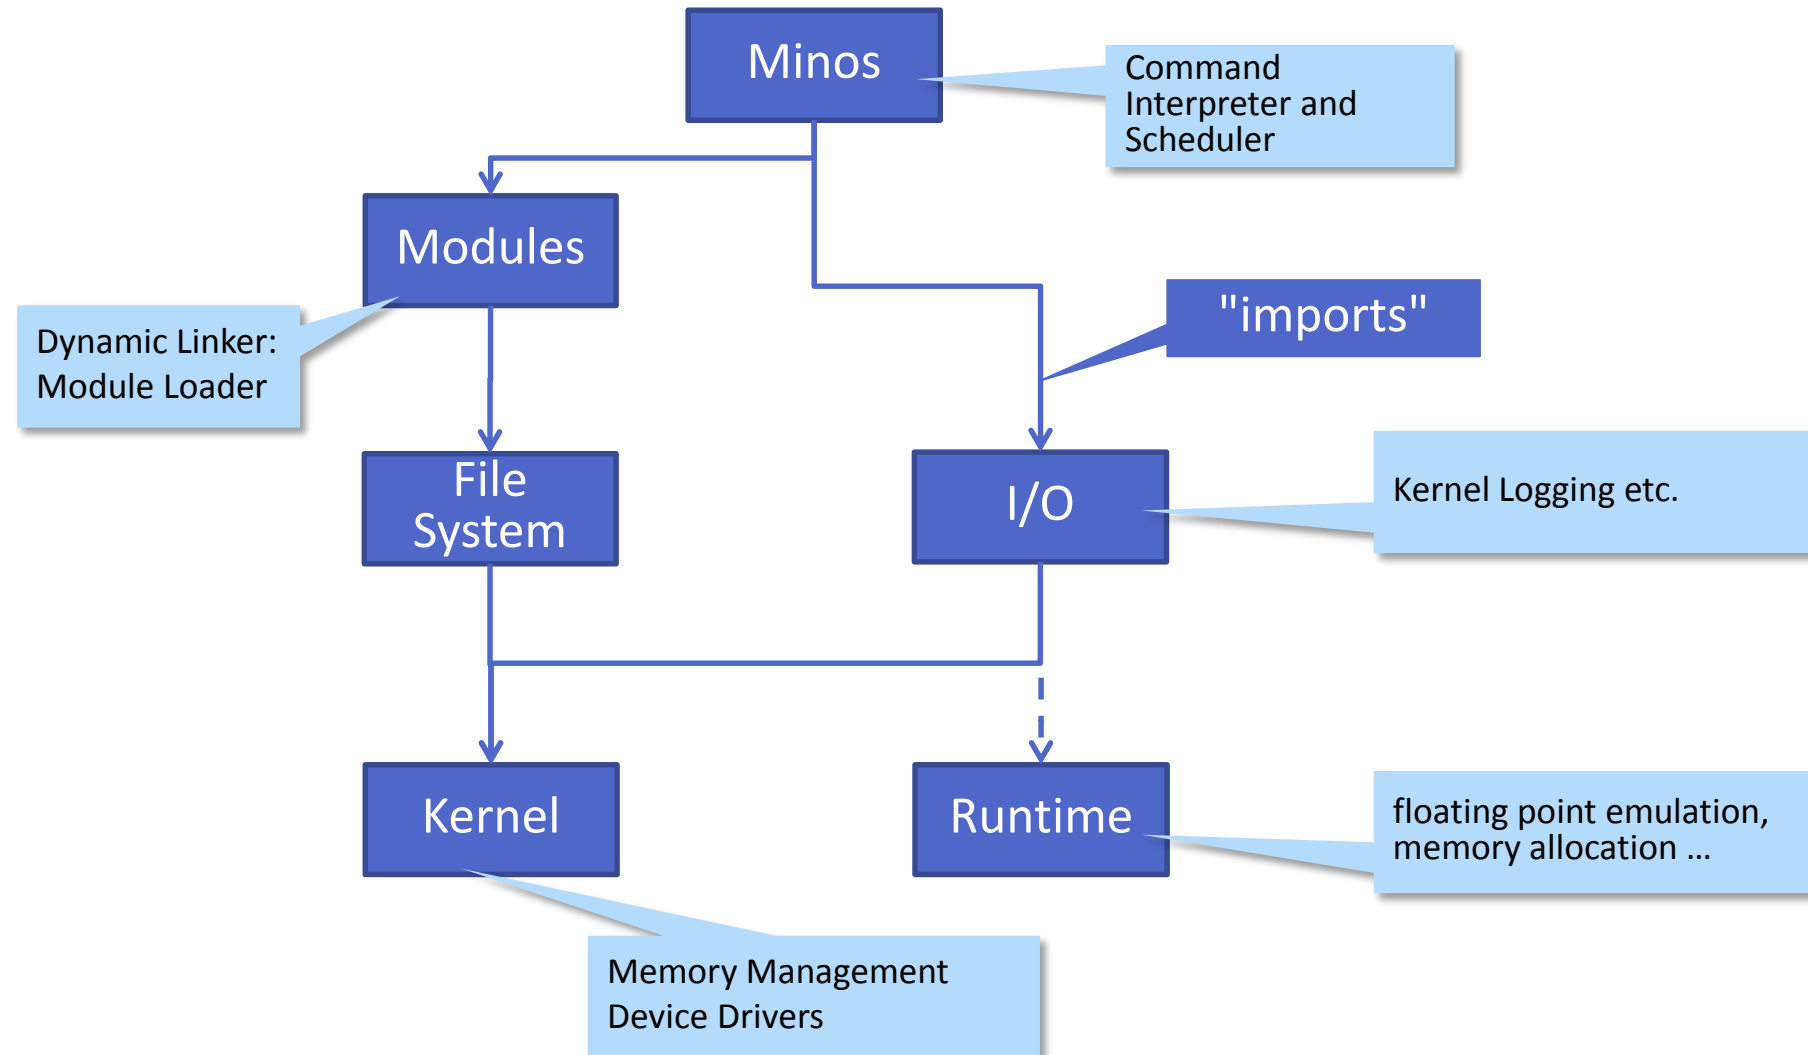 Minos
Command
Interpreter and
Scheduler
Modules
"imports"
Dynamic Linker:
Module Loader
File
System
I/O
Kernel Logging etc.
Kernel
Runtime
floating point emulation,
memory allocation ...
Memory Management
Device Drivers